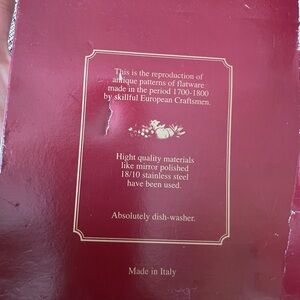 This is the reproduction of
antique patterns of flatware
made in the period 1700-1800
by skillful European Craftsmen.
Hight quality materials
like mirror polished
18/10 stainless steel
have been used.
Absolutely dish-washer.
Made in Italy